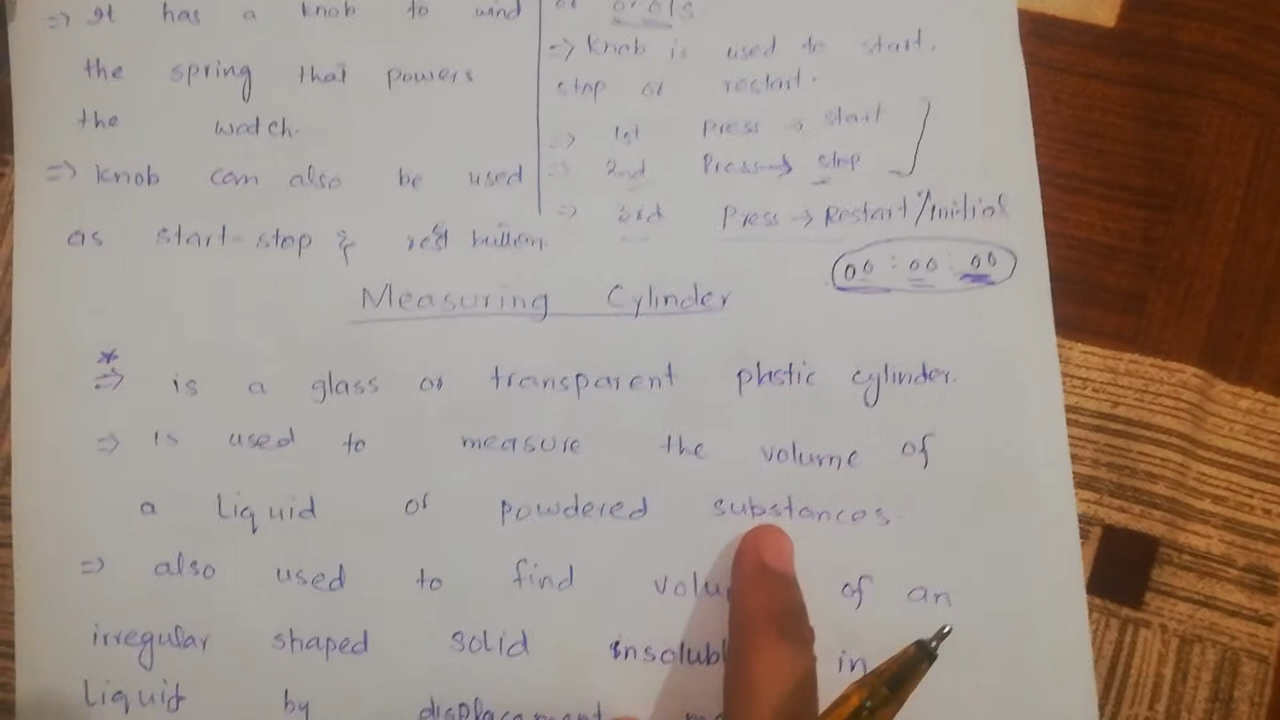 => It has a knob to wind
the spring that powers
the watch.
=> knob can also be used
as start-stop & button
=> knob is used to start.
stop or restart.
=> 1st Press → start
=> 2nd Press → stop
=> 3rd Press → Restart/initial
00 : 00 : 00
Measuring Cylinder
* => is a glass or transparent plastic cylinder.
=> is used to measure the volume of
a liquid or powdered substances.
=> also used to find of an
irregular shaped solid in
liquid by displacement